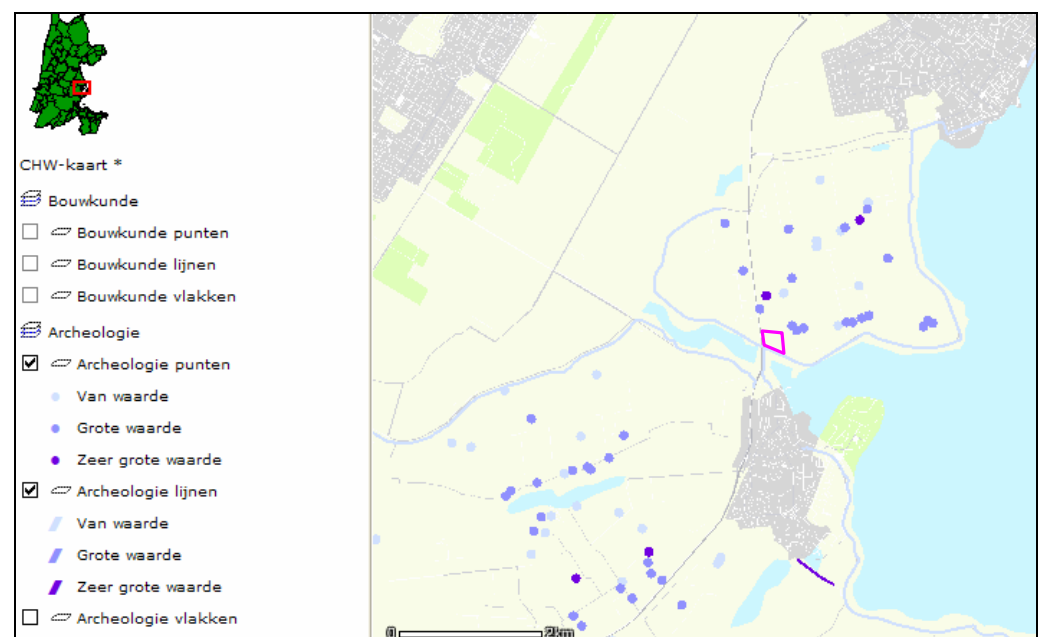 CHW-kaart *
Bouwkunde
Bouwkunde punten
Bouwkunde lijnen
Bouwkunde vlakken
Archeologie
Archeologie punten
Van waarde
Grote waarde
Zeer grote waarde
Archeologie lijnen
Van waarde
Grote waarde
Zeer grote waarde
Archeologie vlakken
0 2km